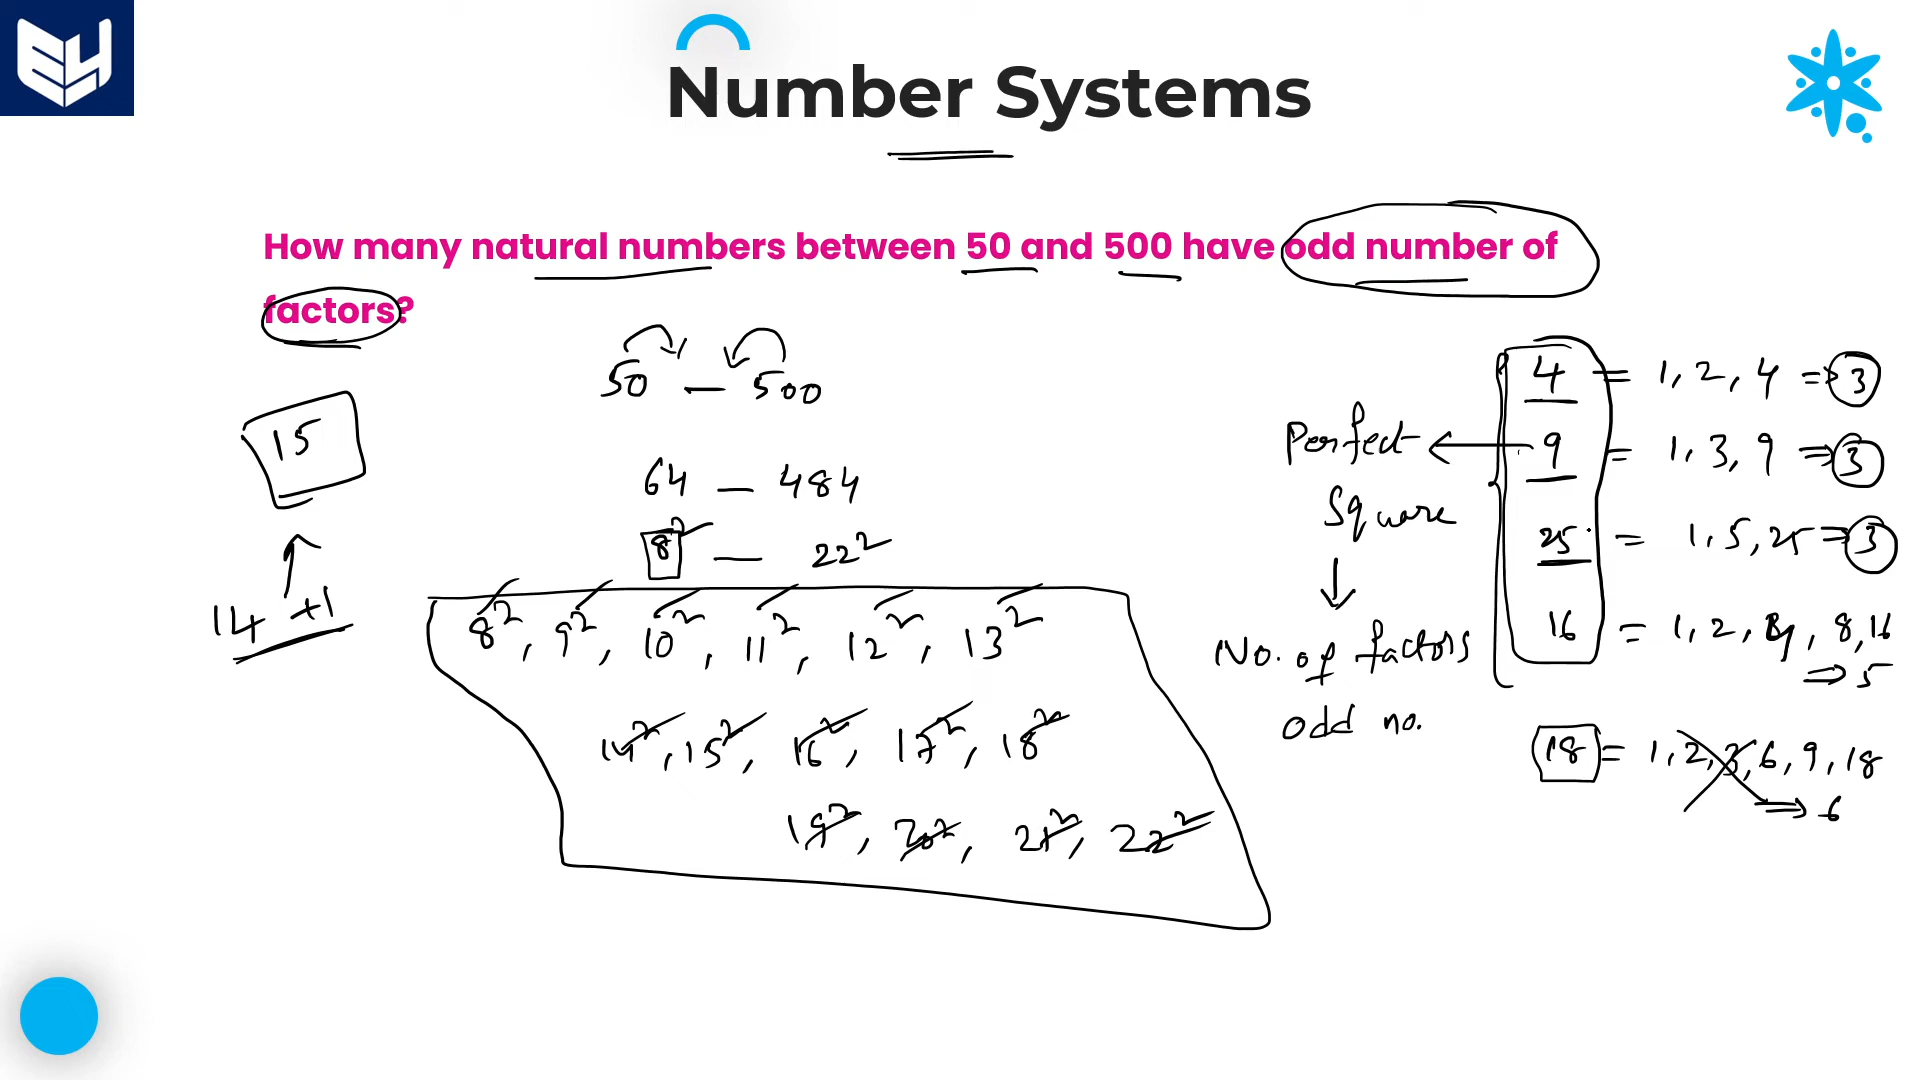 EY
Number Systems
How many natural numbers between 50 and 500 have odd number of
factors?
50 — 500
64 — 484
8² — 22²
15
14 +1
8², 9², 10², 11², 12², 13²
14², 15², 16², 17², 18²
19², 20², 21², 22²
Perfect
Square
No. of factors
odd no.
4 = 1, 2, 4 => 3
9 = 1, 3, 9 => 3
25 = 1, 5, 25 => 3
16 = 1, 2, 4, 8, 16
=> 5
18 = 1, 2, 3, 6, 9, 18
=> 6